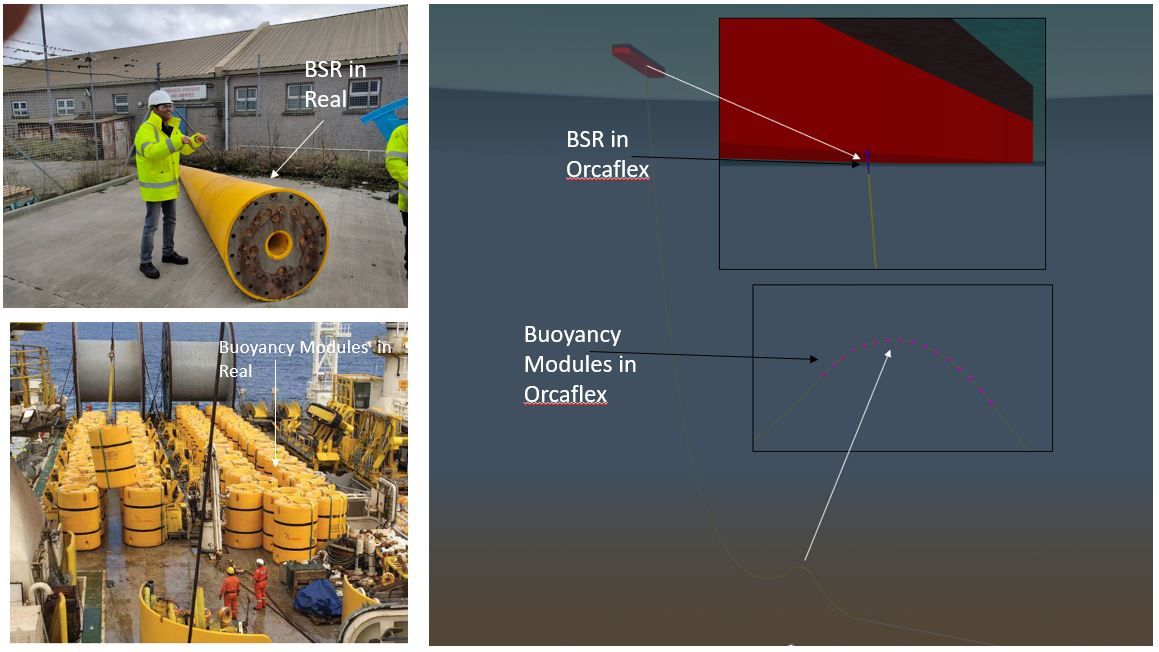 BSR in
Real
Buoyancy Modules in
Real
BSR in
Orcaflex
Buoyancy
Modules in
Orcaflex